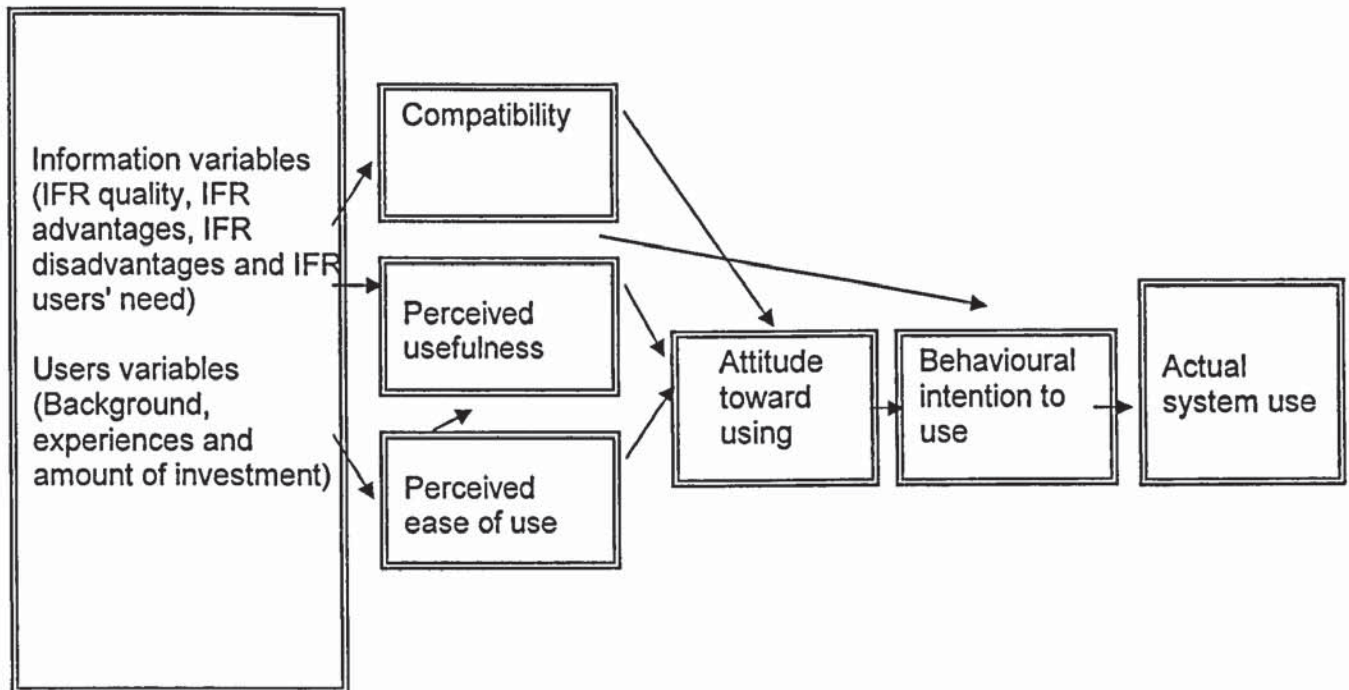 Information variables
(IFR quality, IFR
advantages, IFR
disadvantages and IFR
users' need)
Users variables
(Background,
experiences and
amount of investment)
Compatibility
Perceived
usefulness
Perceived
ease of use
Attitude
toward
using
Behavioural
intention to
use
Actual
system use